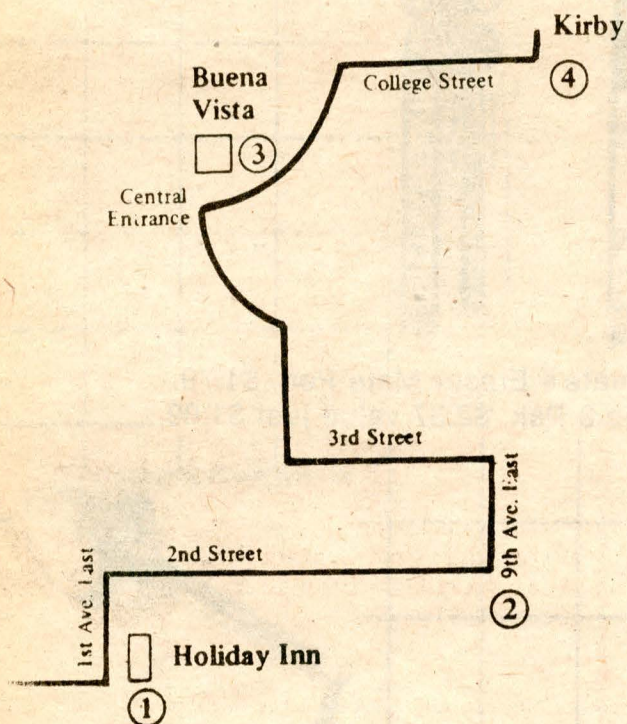 Kirby
College Street
4
Buena
Vista
3
Central
Entrance
3rd Street
9th Ave. East
2nd Street
2
1st Ave. East
Holiday Inn
1